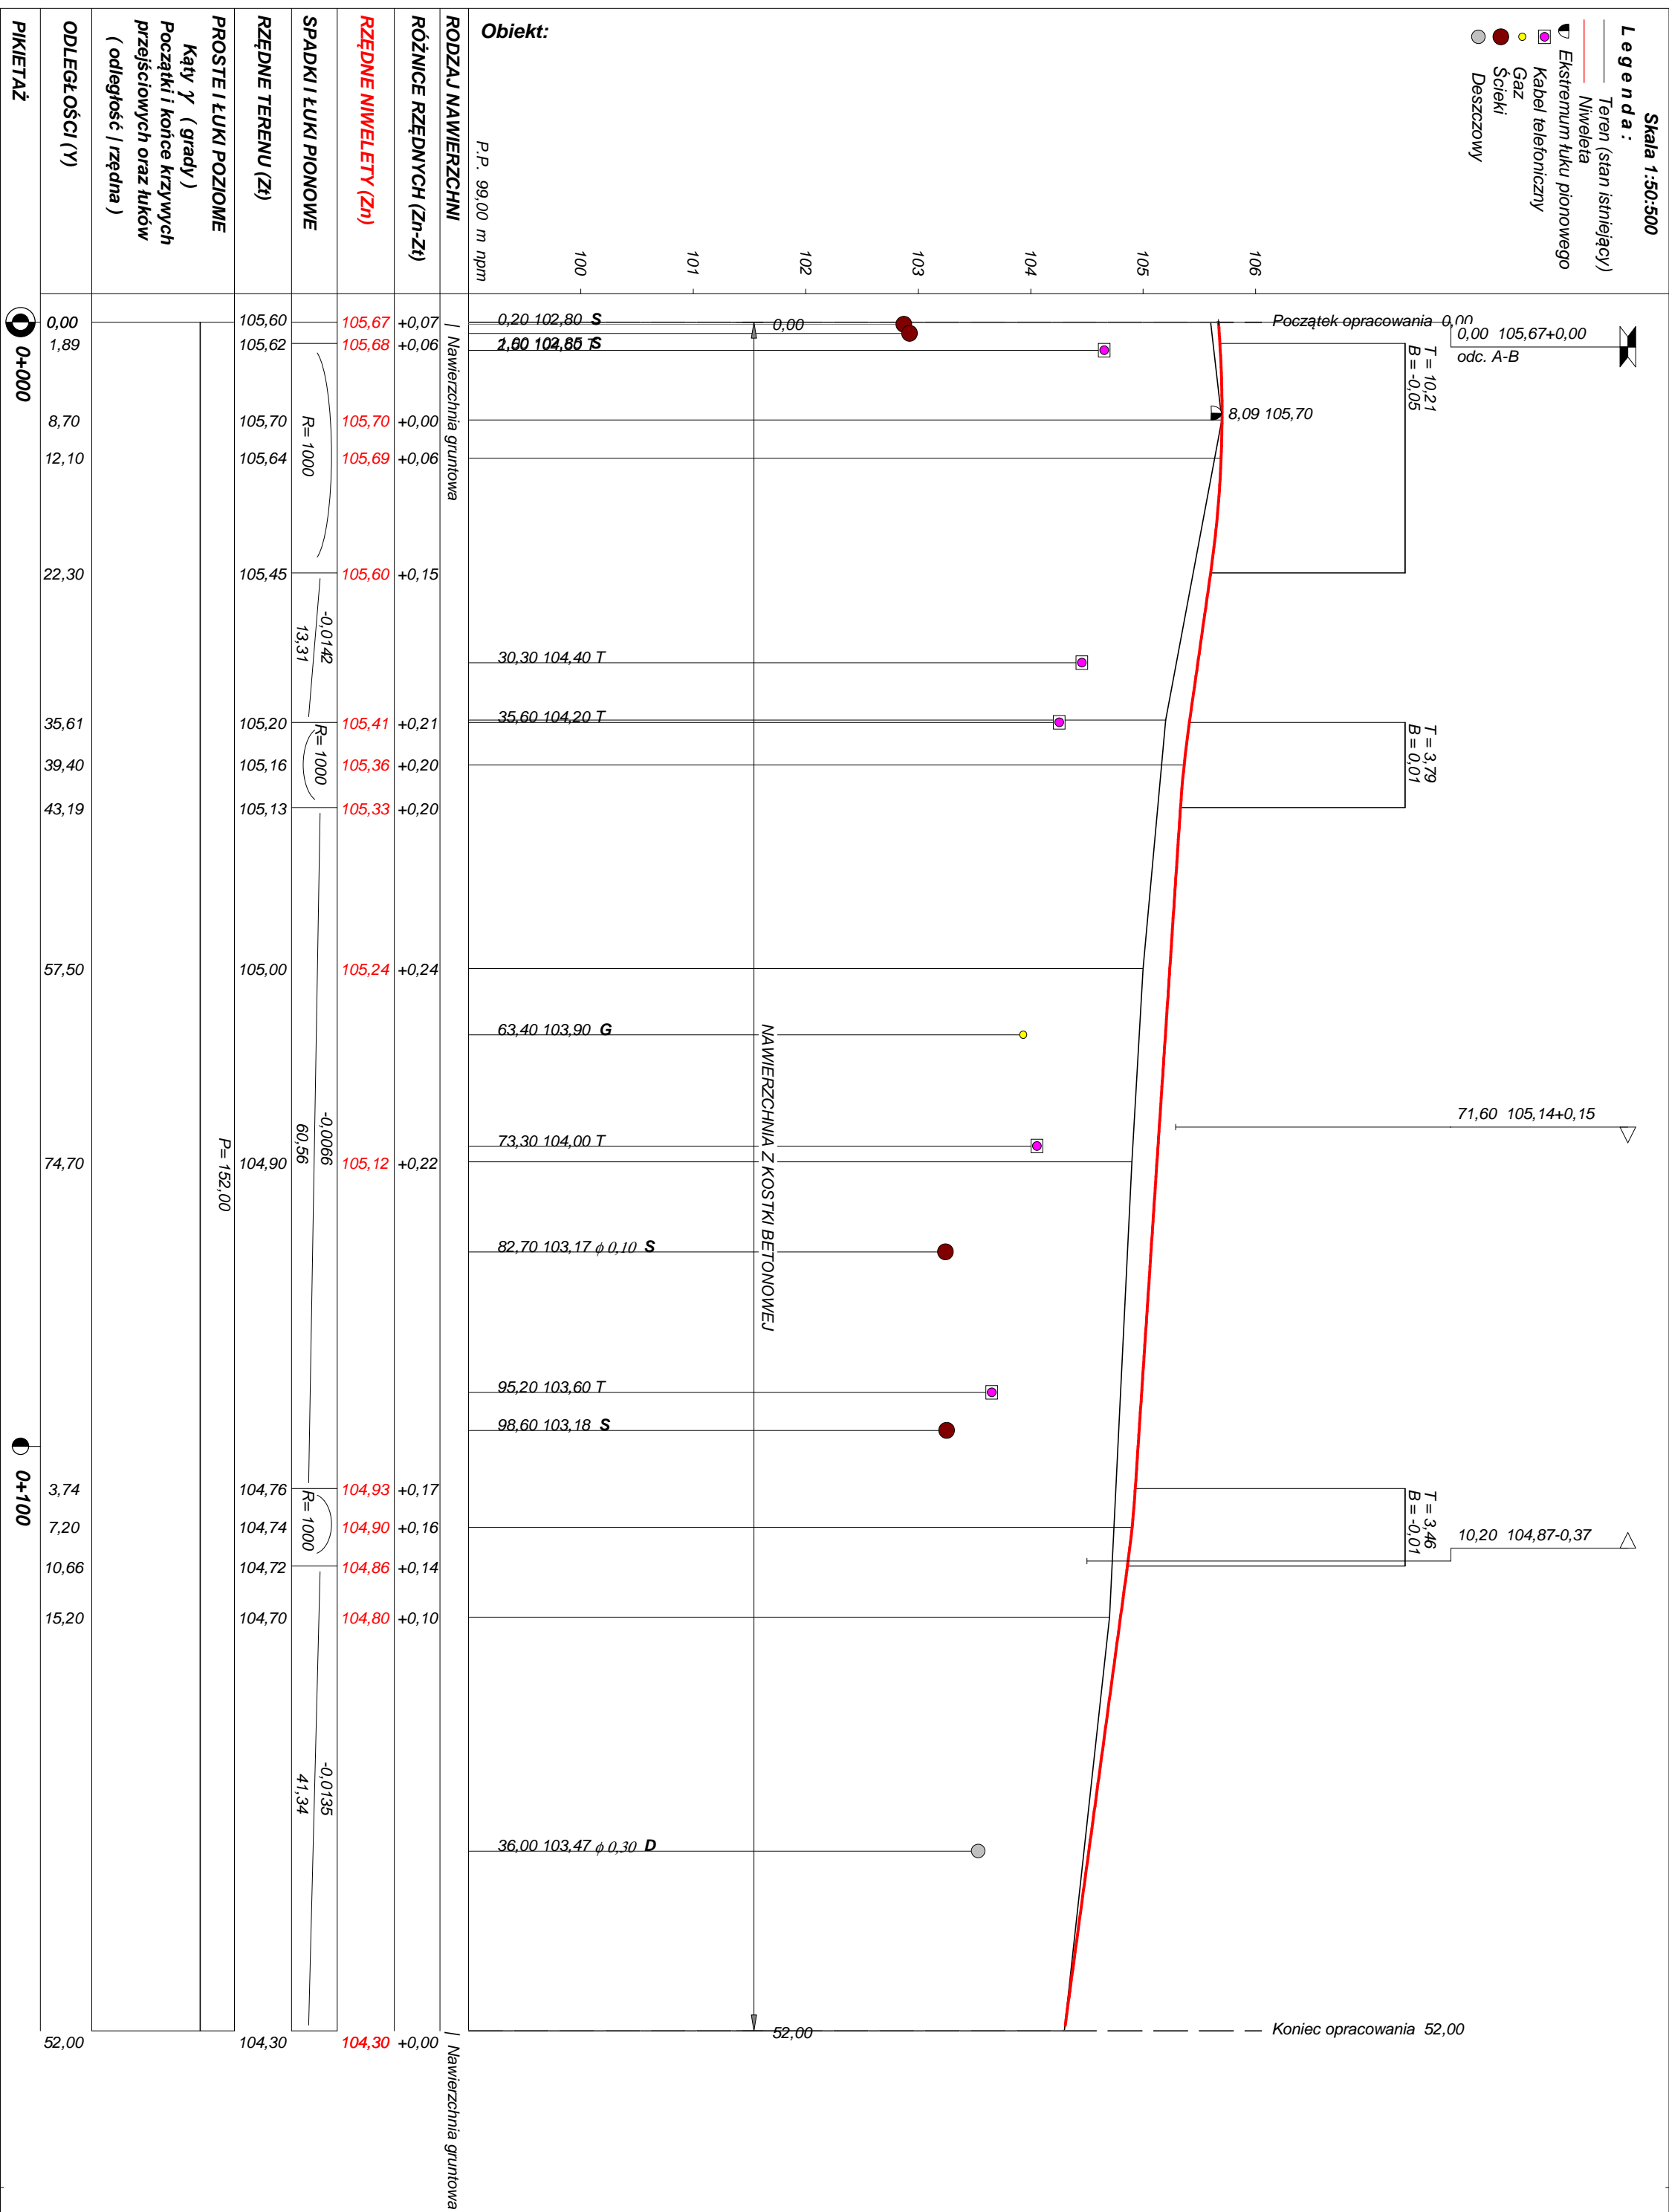 Skala 1:50:500
Legenda :
Teren (stan istniejący)
Niweleta
Ekstremum łuku pionowego
Kabel telefoniczny
Gaz
Ścieki
Deszczowy
0,00 105,67+0,00
odc. A-B
71,60 105,14+0,15
10,20 104,87-0,37
T = 10,21
B = -0,05
T = 3,79
B = 0,01
T = 3,46
B = -0,01
Początek opracowania 0,00
Koniec opracowania 52,00
8,09 105,70
106
105
104
103
102
101
100
P.P. 99,00 m npm
Obiekt:
0,00
NAWIERZCHNIA Z KOSTKI BETONOWEJ
52,00
0,20 102,80 S
1,00 102,85 S
2,50 104,60 T
30,30 104,40 T
35,60 104,20 T
63,40 103,90 G
73,30 104,00 T
82,70 103,17 ϕ 0,10 S
95,20 103,60 T
98,60 103,18 S
36,00 103,47 ϕ 0,30 D
RODZAJ NAWIERZCHNI
| Nawierzchnia gruntowa
| Nawierzchnia gruntowa
RÓŻNICE RZĘDNYCH (Zn-Zt)
+0,07 +0,06 +0,00 +0,06 +0,15 +0,21 +0,20 +0,20 +0,24 +0,22 +0,17 +0,16 +0,14 +0,10 +0,00
RZĘDNE NIWELETY (Zn)
105,67 105,68 105,70 105,69 105,60 105,41 105,36 105,33 105,24 105,12 104,93 104,90 104,86 104,80 104,30
SPADKI I ŁUKI PIONOWE
R= 1000
-0,0142
13,31
R= 1000
-0,0066
60,56
R= 1000
-0,0135
41,34
RZĘDNE TERENU (Zt)
105,60 105,62 105,70 105,64 105,45 105,20 105,16 105,13 105,00 104,90 104,76 104,74 104,72 104,70 104,30
PROSTE I ŁUKI POZIOME
P= 152,00
Kąty γ ( grady )
Początki i końce krzywych
przejściowych oraz łuków
( odległość | rzędna )
ODLEGŁOŚCI (Y)
0,00 1,89 8,70 12,10 22,30 35,61 39,40 43,19 57,50 74,70 3,74 7,20 10,66 15,20 52,00
PIKIETAŻ
0+000
0+100